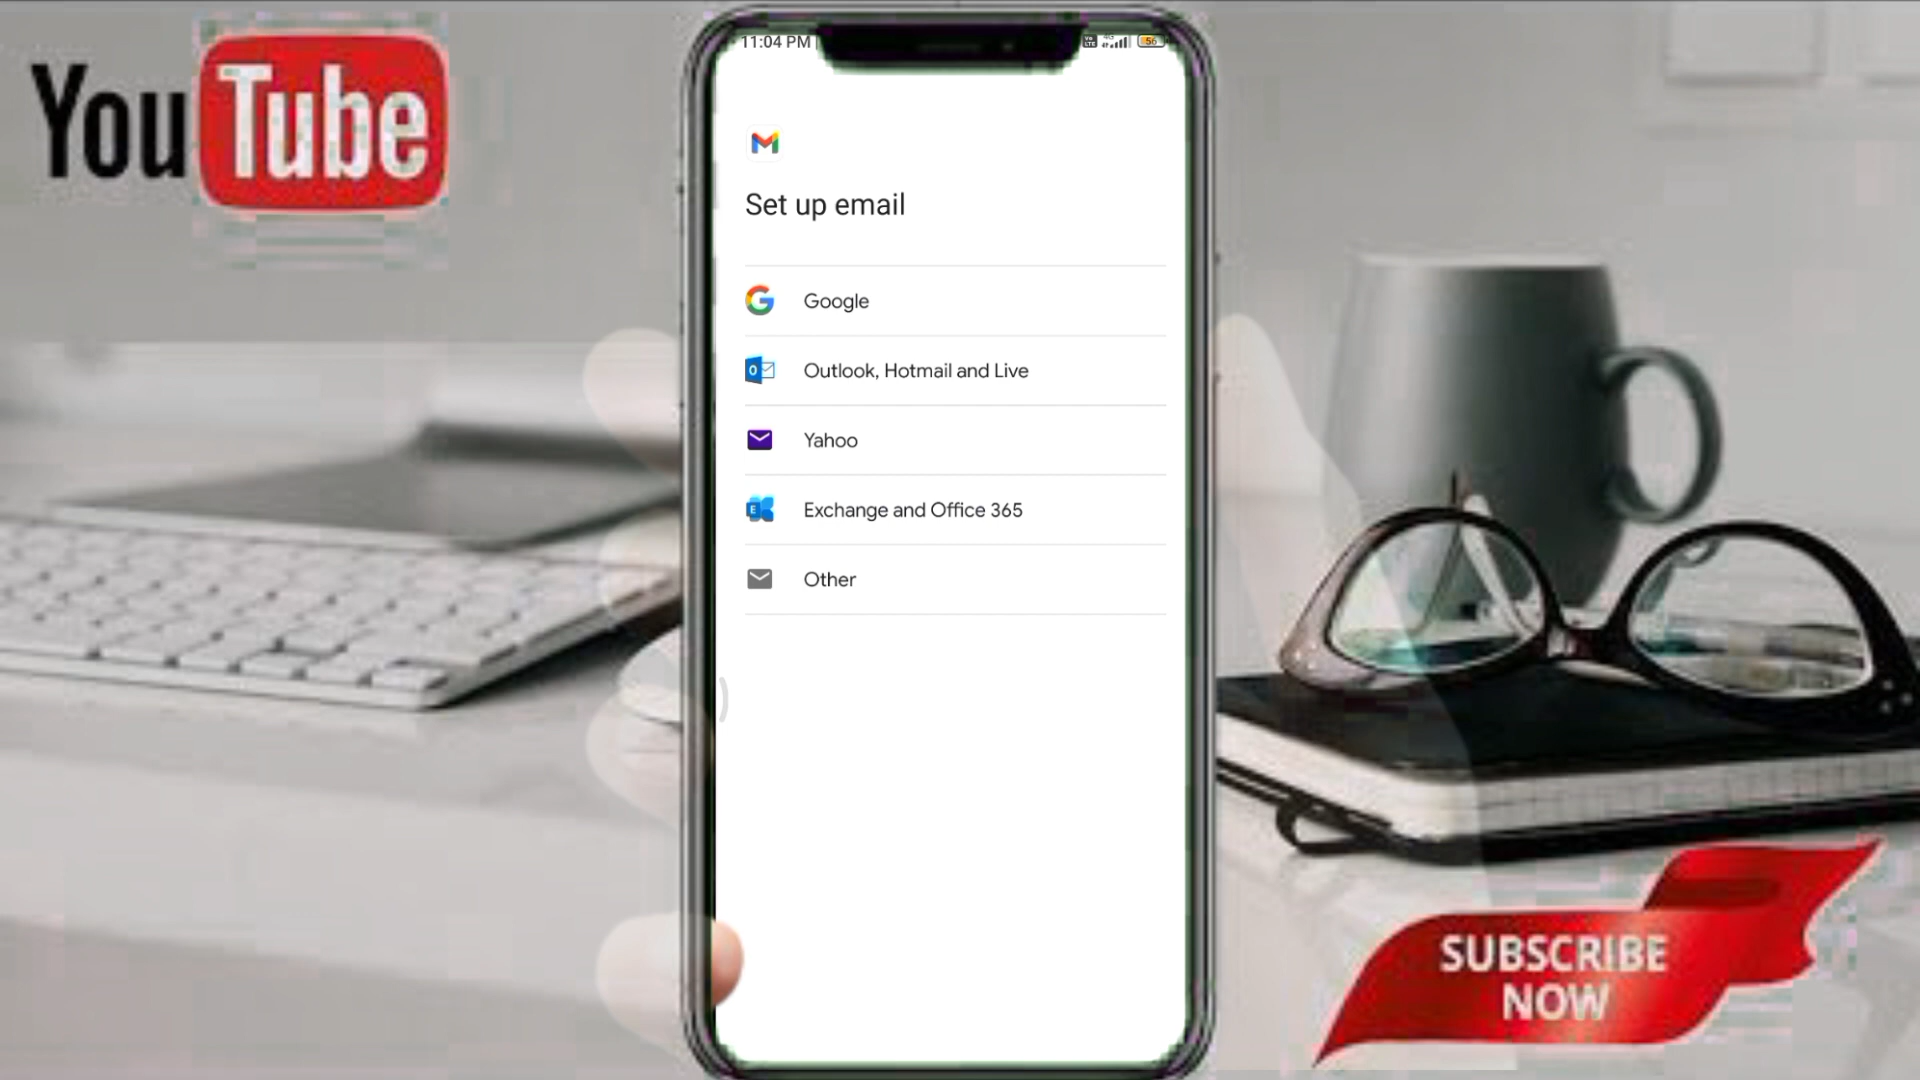 YouTube
11:04 PM
56
Set up email
Google
Outlook, Hotmail and Live
Yahoo
Exchange and Office 365
Other
SUBSCRIBE
NOW